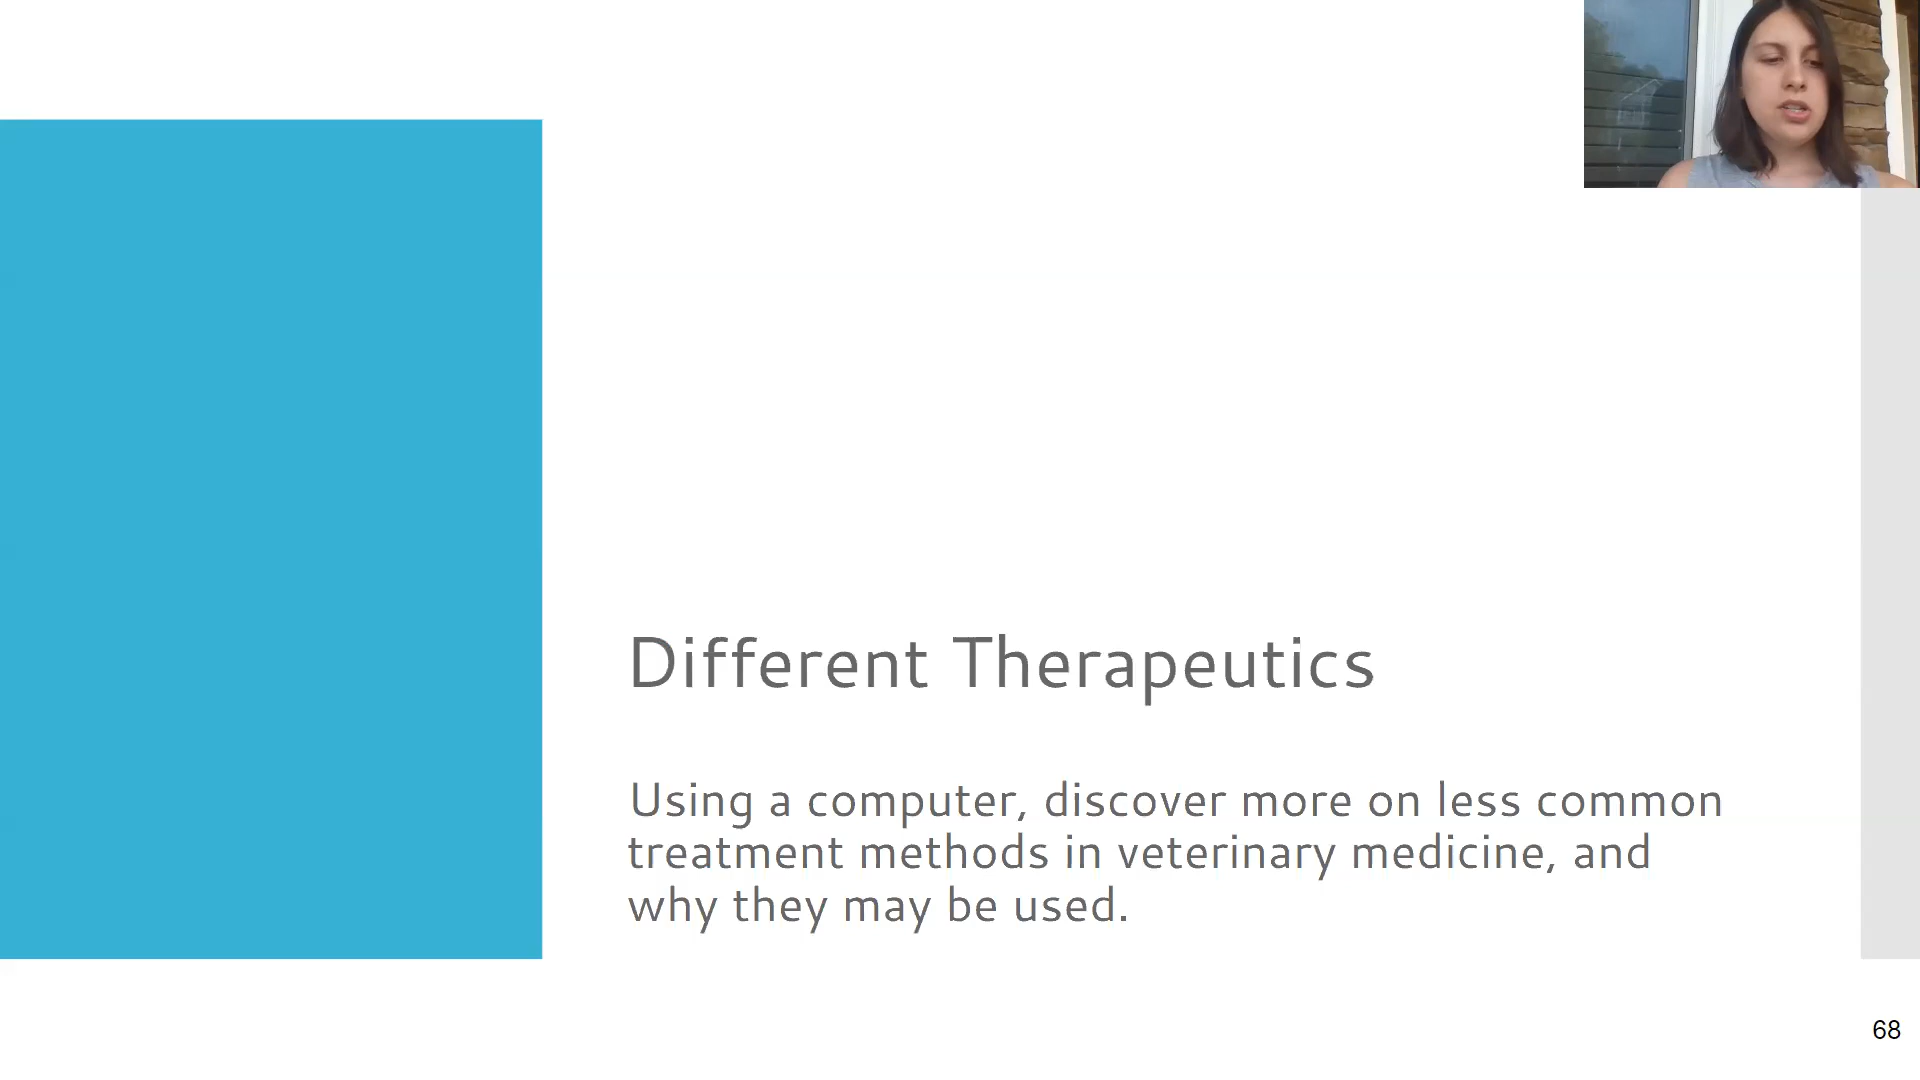 Different Therapeutics
Using a computer, discover more on less common
treatment methods in veterinary medicine, and
why they may be used.
68